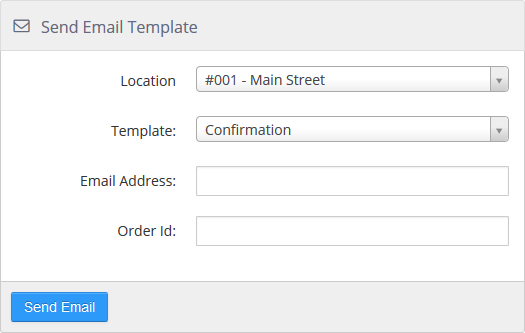 Send Email Template
Location #001 - Main Street
Template: Confirmation
Email Address:
Order Id:
Send Email